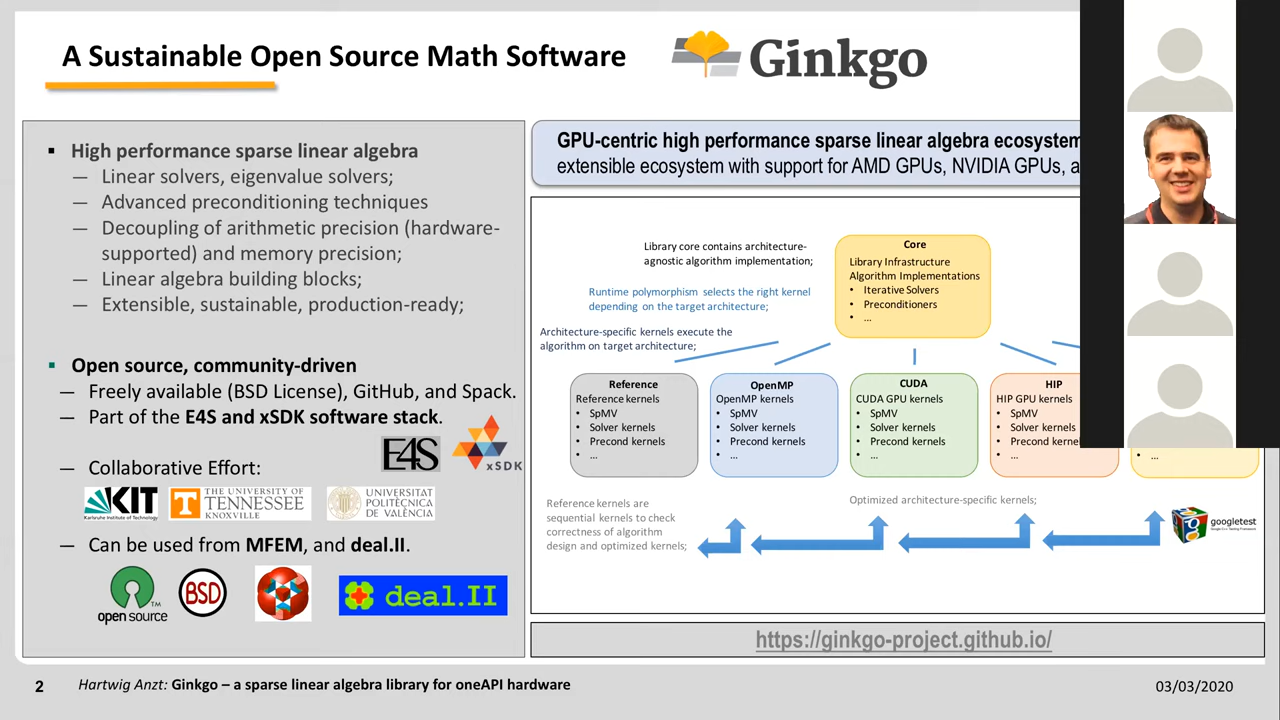 A Sustainable Open Source Math Software
Ginkgo
▪ High performance sparse linear algebra
— Linear solvers, eigenvalue solvers;
— Advanced preconditioning techniques
— Decoupling of arithmetic precision (hardware-
supported) and memory precision;
— Linear algebra building blocks;
— Extensible, sustainable, production-ready;
▪ Open source, community-driven
— Freely available (BSD License), GitHub, and Spack.
— Part of the E4S and xSDK software stack.
E4S
xSDK
— Collaborative Effort:
KIT
Karlsruhe Institute of Technology
THE UNIVERSITY OF
TENNESSEE
KNOXVILLE
UNIVERSITAT
POLITÈCNICA
DE VALÈNCIA
— Can be used from MFEM, and deal.II.
open source
TM
BSD
deal.II
GPU-centric high performance sparse linear algebra ecosystem
extensible ecosystem with support for AMD GPUs, NVIDIA GPUs, a
Library core contains architecture-
agnostic algorithm implementation;
Runtime polymorphism selects the right kernel
depending on the target architecture;
Architecture-specific kernels execute the
algorithm on target architecture;
Core
Library Infrastructure
Algorithm Implementations
• Iterative Solvers
• Preconditioners
• …
Reference
Reference kernels
• SpMV
• Solver kernels
• Precond kernels
• …
OpenMP
OpenMP kernels
• SpMV
• Solver kernels
• Precond kernels
• …
CUDA
CUDA GPU kernels
• SpMV
• Solver kernels
• Precond kernels
• …
HIP
HIP GPU kernels
• SpMV
• Solver kernels
• Precond kerne
• …
• …
Reference kernels are
sequential kernels to check
correctness of algorithm
design and optimized kernels;
Optimized architecture-specific kernels;
googletest
Google C++ Testing Framework
https://ginkgo-project.github.io/
2
Hartwig Anzt: Ginkgo – a sparse linear algebra library for oneAPI hardware
03/03/2020